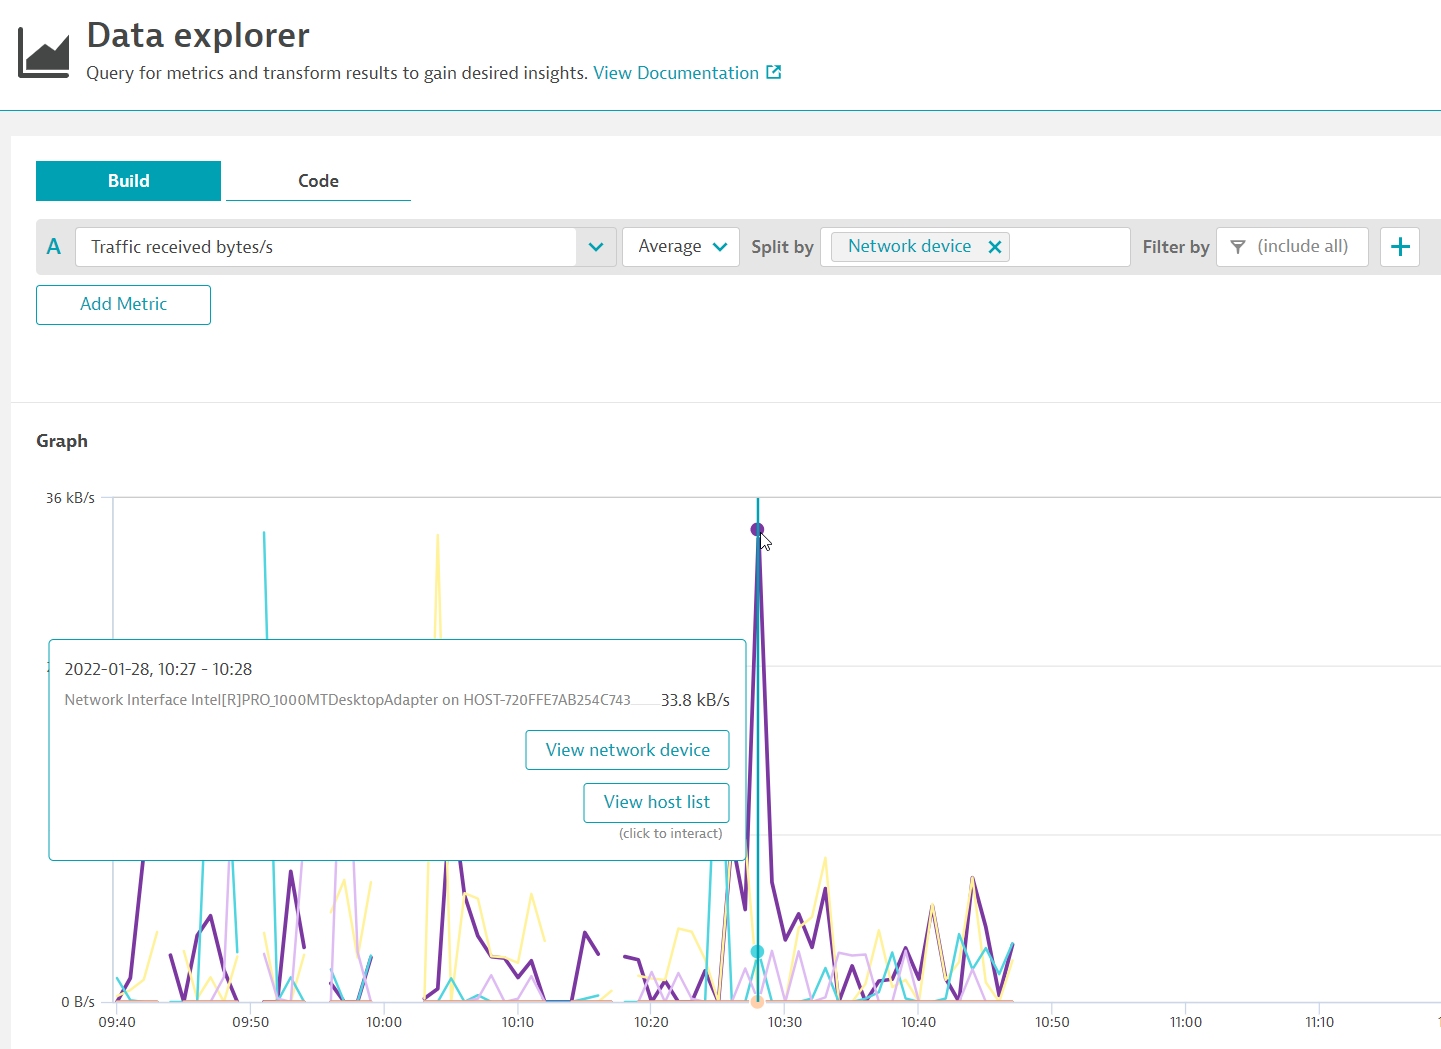 Data explorer
Query for metrics and transform results to gain desired insights. View Documentation
Build Code
A Traffic received bytes/s Average Split by Network device Filter by (include all)
Add Metric
Graph
36 kB/s
2022-01-28, 10:27 - 10:28
Network Interface Intel[R]PRO_1000MTDesktopAdapter on HOST-720FFE7AB254C743 33.8 kB/s
View network device
View host list
(click to interact)
0 B/s
09:40 09:50 10:00 10:10 10:20 10:30 10:40 10:50 11:00 11:10